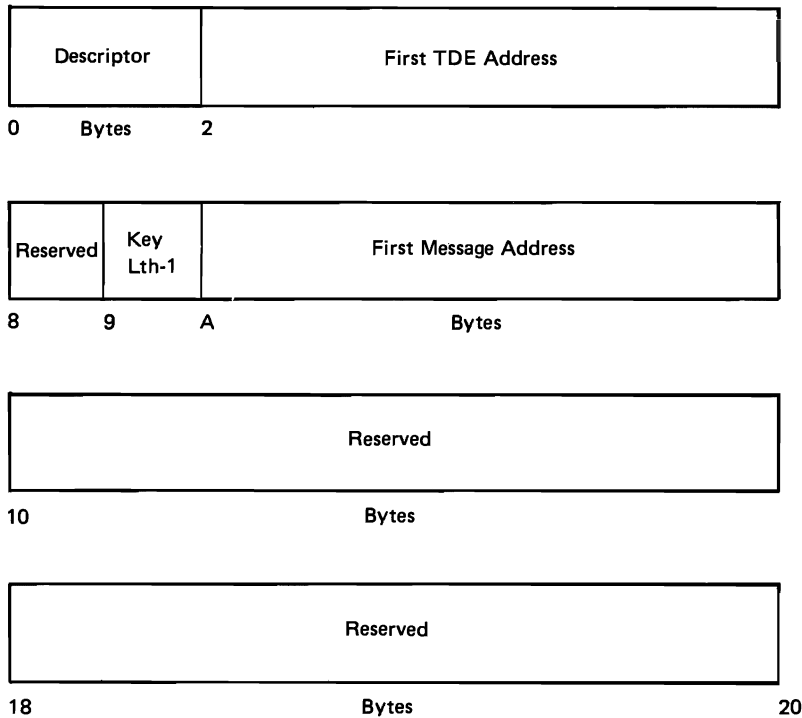 Descriptor
First TDE Address
0 Bytes 2
Reserved
Key
Lth-1
First Message Address
8 9 A Bytes
Reserved
10 Bytes
Reserved
18 Bytes 20